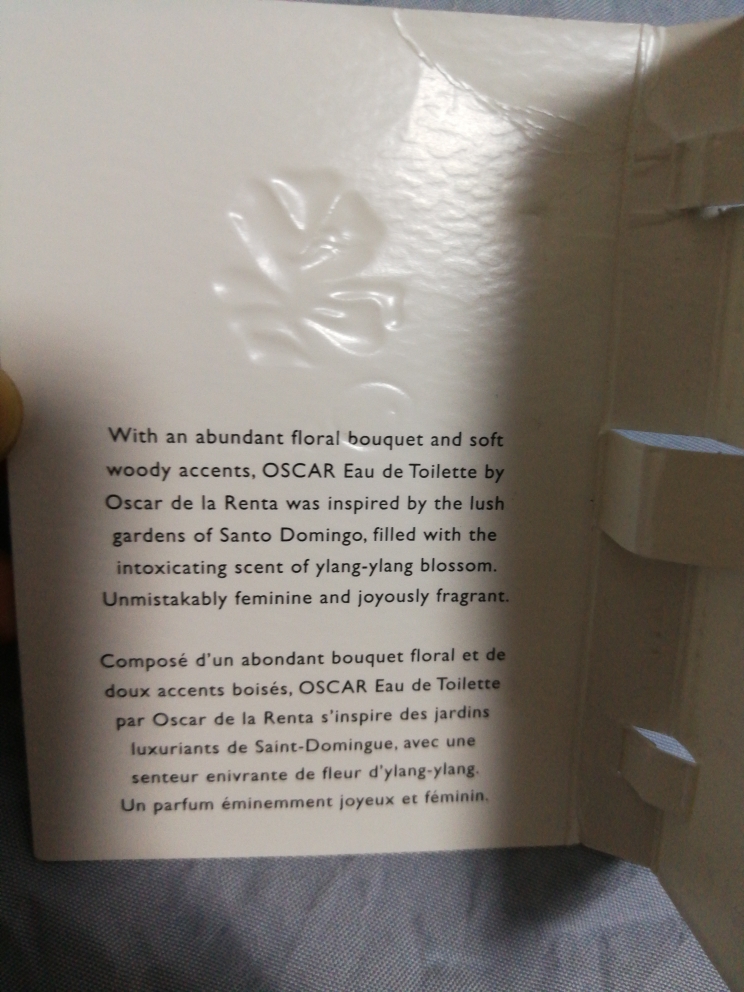 With an abundant floral bouquet and soft
woody accents, OSCAR Eau de Toilette by
Oscar de la Renta was inspired by the lush
gardens of Santo Domingo, filled with the
intoxicating scent of ylang-ylang blossom.
Unmistakably feminine and joyously fragrant.
Composé d'un abondant bouquet floral et de
doux accents boisés, OSCAR Eau de Toilette
par Oscar de la Renta s'inspire des jardins
luxuriants de Saint-Domingue, avec une
senteur enivrante de fleur d'ylang-ylang.
Un parfum éminemment joyeux et féminin.